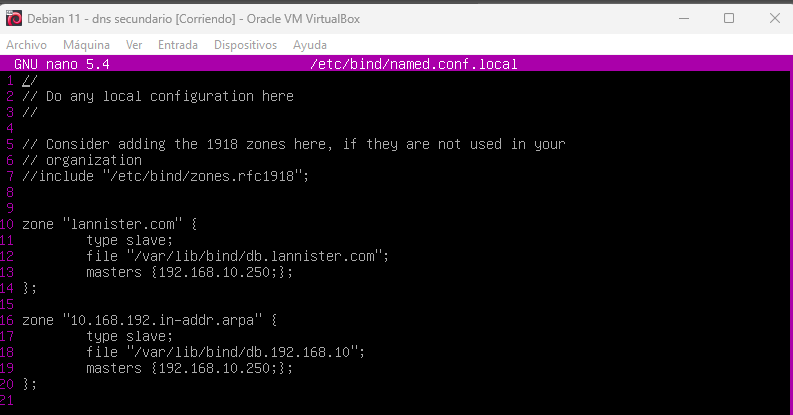 Debian 11 - dns secundario [Corriendo] - Oracle VM VirtualBox
Archivo Máquina Ver Entrada Dispositivos Ayuda
GNU nano 5.4 /etc/bind/named.conf.local
1 //
2 // Do any local configuration here
3 //
4
5 // Consider adding the 1918 zones here, if they are not used in your
6 // organization
7 //include "/etc/bind/zones.rfc1918";
8
9
10 zone "lannister.com" {
11         type slave;
12         file "/var/lib/bind/db.lannister.com";
13         masters {192.168.10.250;};
14 };
15
16 zone "10.168.192.in-addr.arpa" {
17         type slave;
18         file "/var/lib/bind/db.192.168.10";
19         masters {192.168.10.250;};
20 };
21